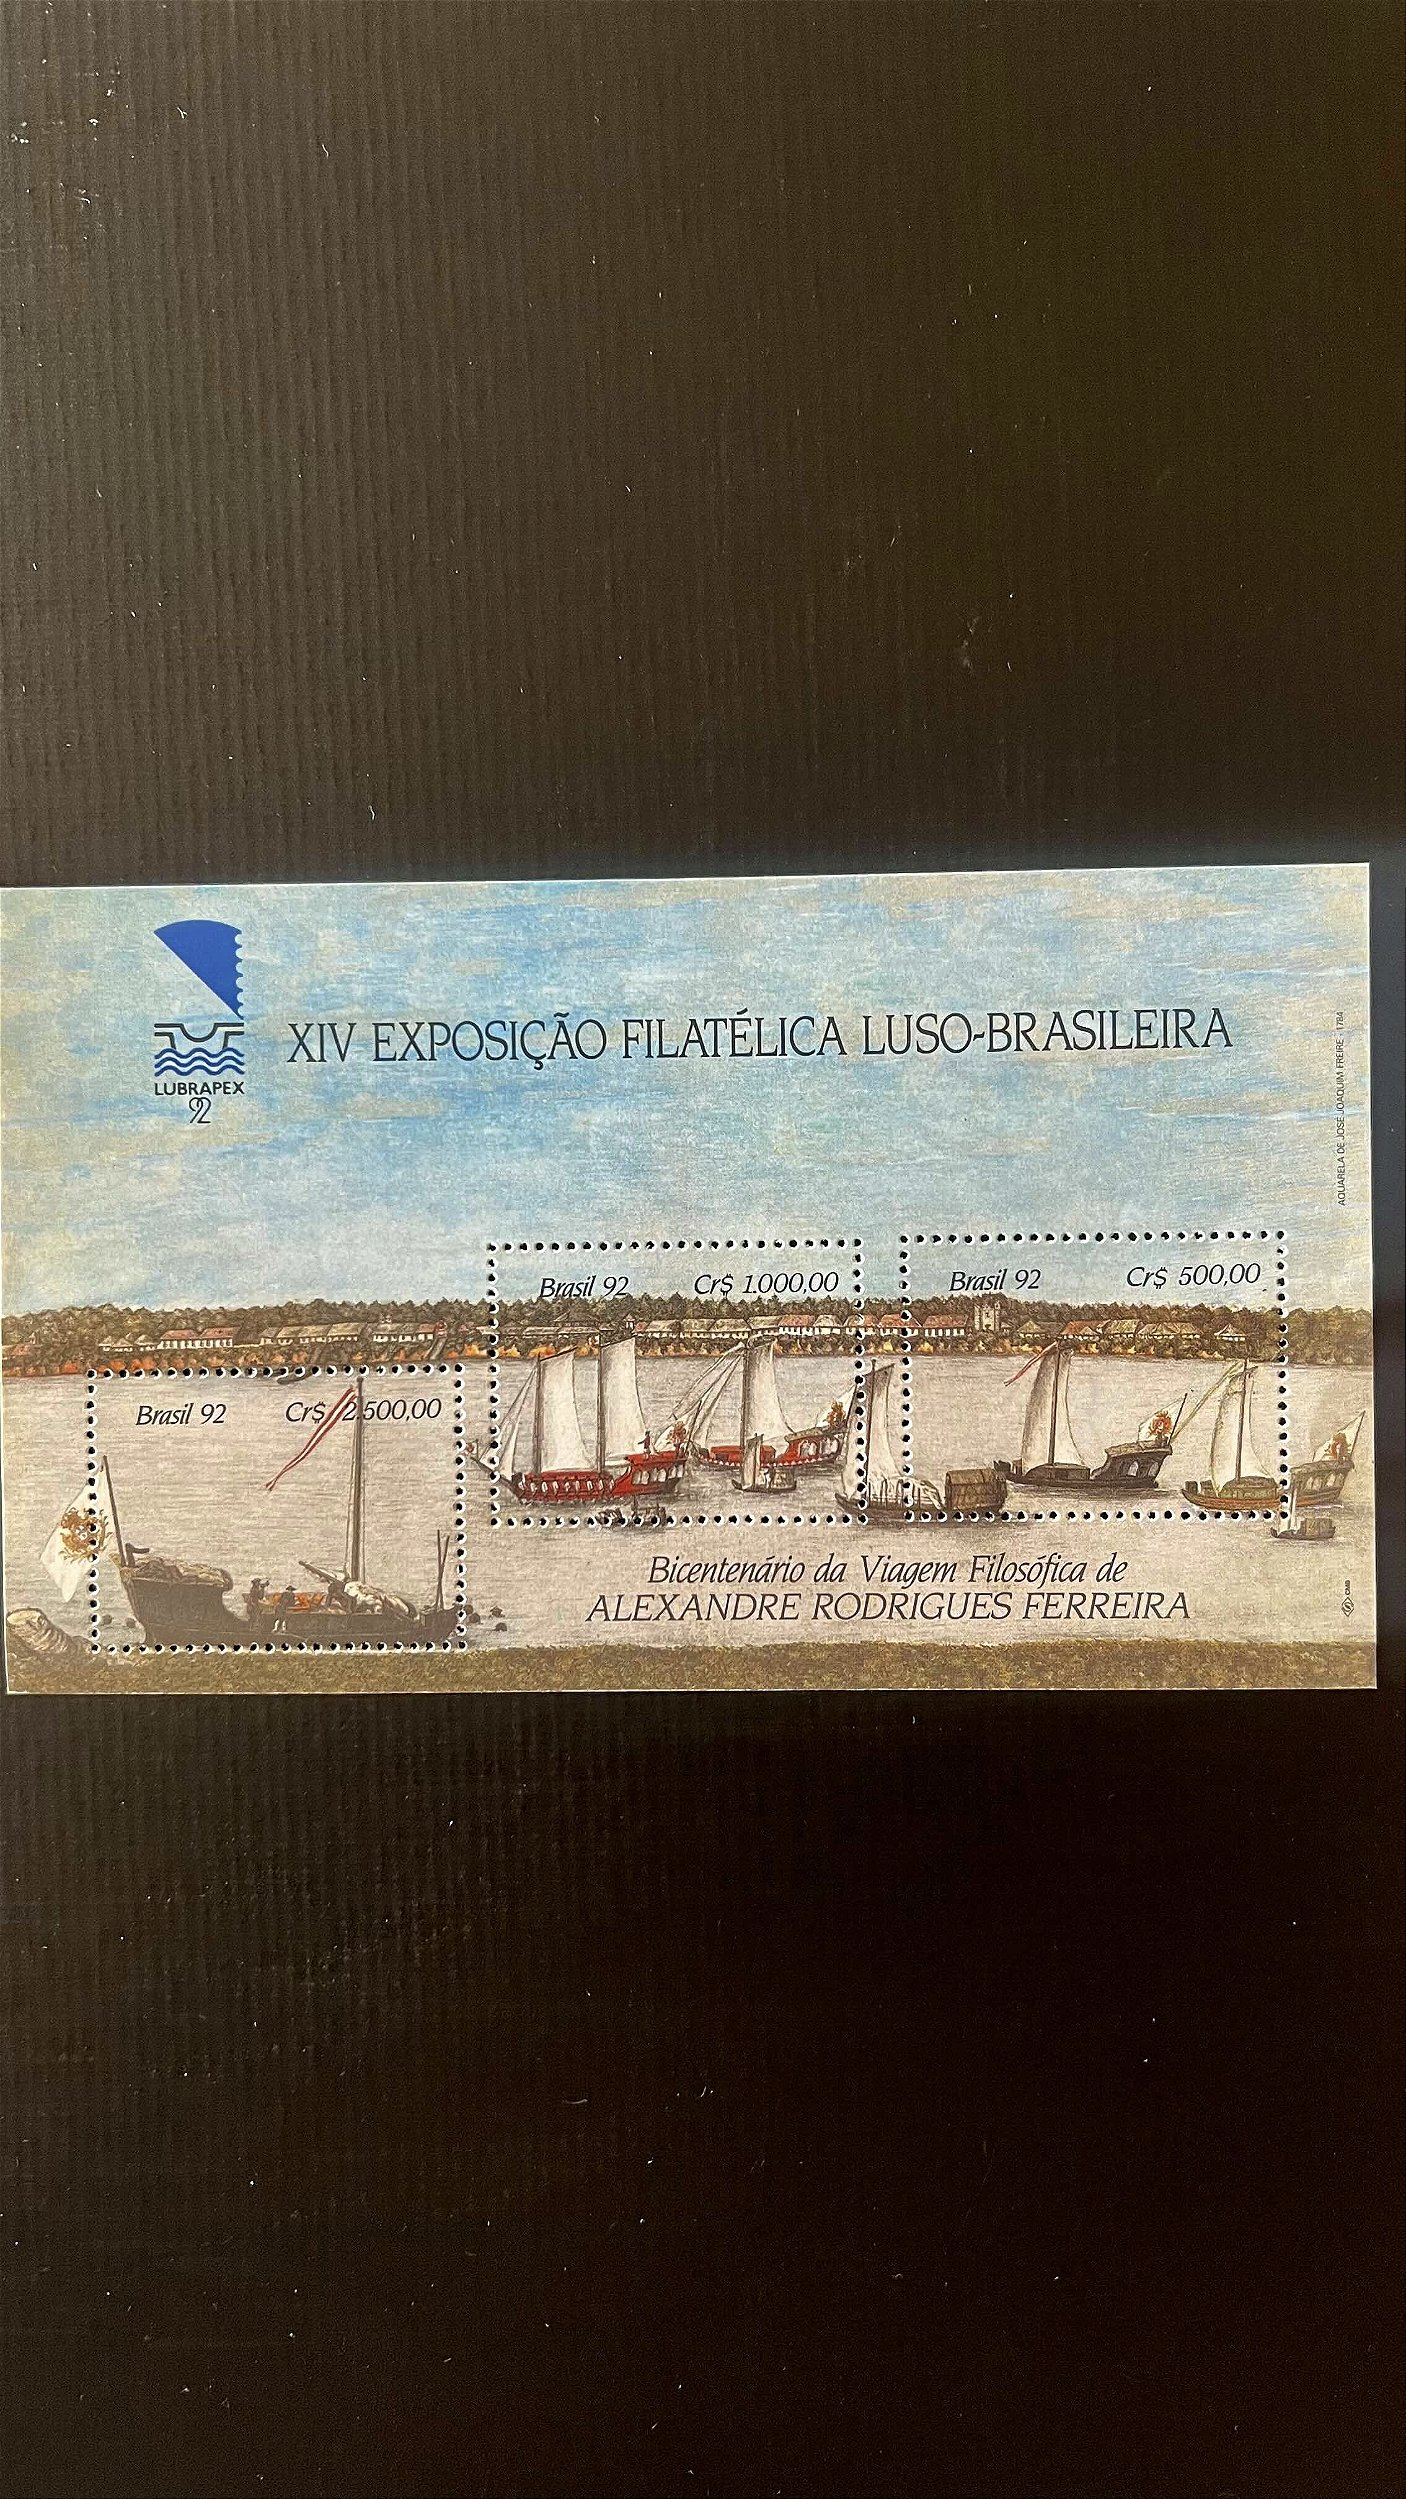 XIV EXPOSIÇÃO FILATÉLICA LUSO-BRASILEIRA
LUBRAPEX
92
AQUARELA DE JOSÉ JOAQUIM FREIRE 1784
Brasil 92 Cr$ 1.000,00
Brasil 92 Cr$ 500,00
Brasil 92 Cr$ 2.500,00
Bicentenário da Viagem Filosófica de
ALEXANDRE RODRIGUES FERREIRA
CMB